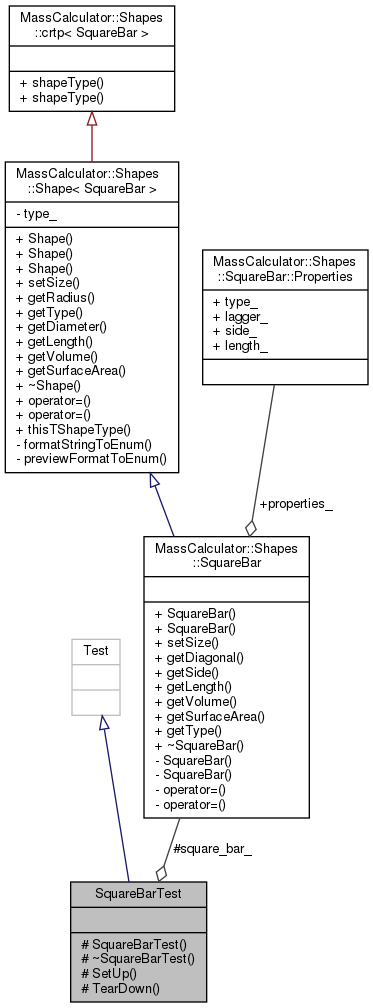 MassCalculator::Shapes
::crtp< SquareBar >
+ shapeType()
+ shapeType()
MassCalculator::Shapes
::Shape< SquareBar >
- type_
+ Shape()
+ Shape()
+ Shape()
+ setSize()
+ getRadius()
+ getType()
+ getDiameter()
+ getLength()
+ getVolume()
+ getSurfaceArea()
+ ~Shape()
+ operator=()
+ operator=()
+ thisTShapeType()
- formatStringToEnum()
- previewFormatToEnum()
MassCalculator::Shapes
::SquareBar::Properties
+ type_
+ lagger_
+ side_
+ length_
+properties_
MassCalculator::Shapes
::SquareBar
+ SquareBar()
+ SquareBar()
+ setSize()
+ getDiagonal()
+ getSide()
+ getLength()
+ getVolume()
+ getSurfaceArea()
+ getType()
+ ~SquareBar()
- SquareBar()
- SquareBar()
- operator=()
- operator=()
Test
#square_bar_
SquareBarTest
# SquareBarTest()
# ~SquareBarTest()
# SetUp()
# TearDown()